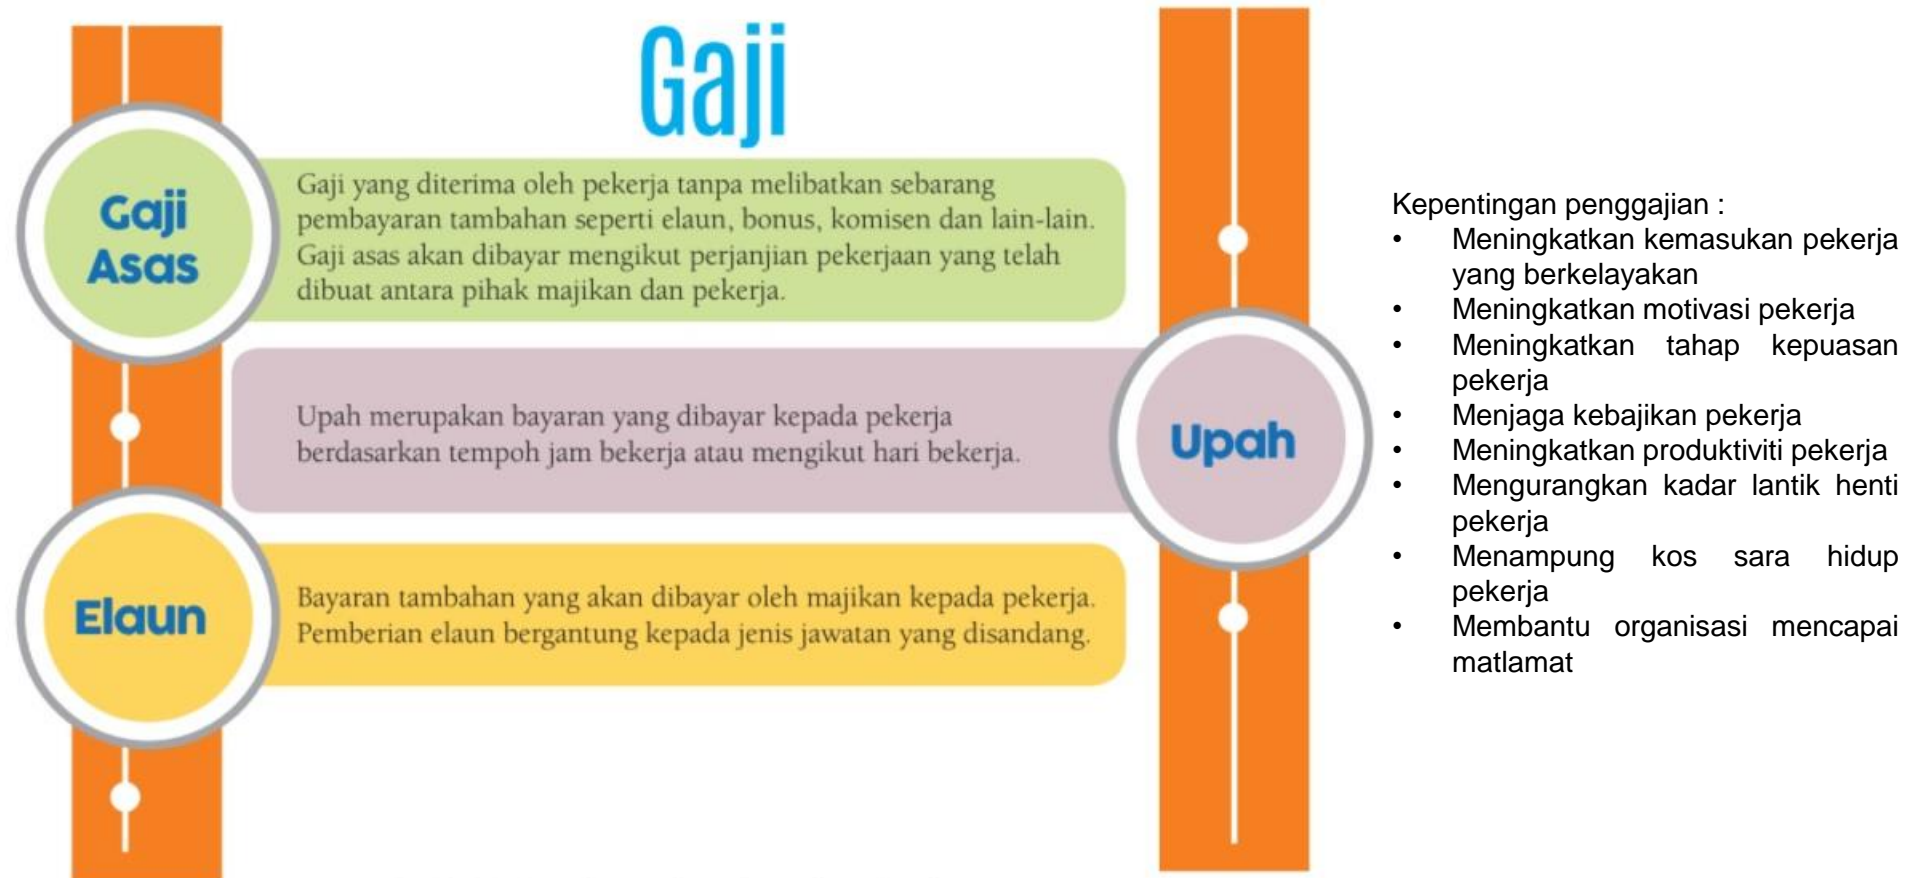 Gaji
Gaji
Asas
Gaji yang diterima oleh pekerja tanpa melibatkan sebarang
pembayaran tambahan seperti elaun, bonus, komisen dan lain-lain.
Gaji asas akan dibayar mengikut perjanjian pekerjaan yang telah
dibuat antara pihak majikan dan pekerja.
Upah merupakan bayaran yang dibayar kepada pekerja
berdasarkan tempoh jam bekerja atau mengikut hari bekerja.
Upah
Elaun
Bayaran tambahan yang akan dibayar oleh majikan kepada pekerja.
Pemberian elaun bergantung kepada jenis jawatan yang disandang.
Kepentingan penggajian :
• Meningkatkan kemasukan pekerja
yang berkelayakan
• Meningkatkan motivasi pekerja
• Meningkatkan tahap kepuasan
pekerja
• Menjaga kebajikan pekerja
• Meningkatkan produktiviti pekerja
• Mengurangkan kadar lantik henti
pekerja
• Menampung kos sara hidup
pekerja
• Membantu organisasi mencapai
matlamat